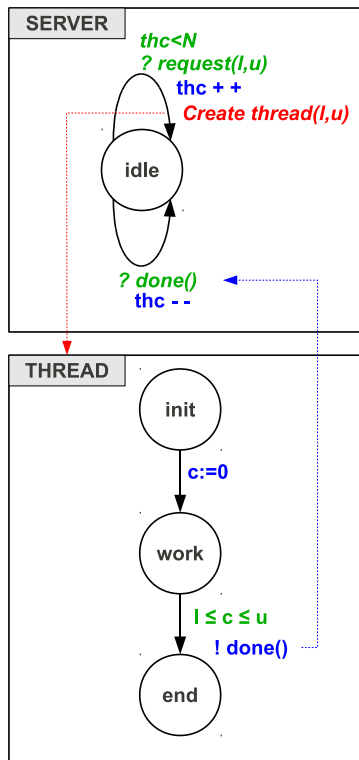 SERVER
thc<N
? request(l,u)
thc + +
Create thread(l,u)
idle
? done()
thc - -
THREAD
init
c:=0
work
l ≤ c ≤ u
! done()
end